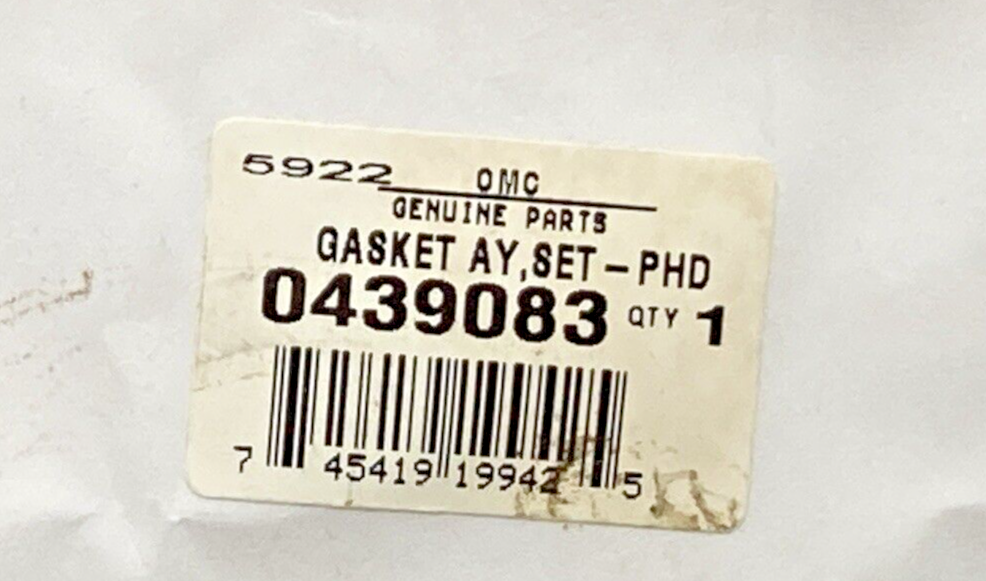 5922 OMC
GENUINE PARTS
GASKET AY,SET-PHD
0439083 QTY 1
7 45419 19942 5